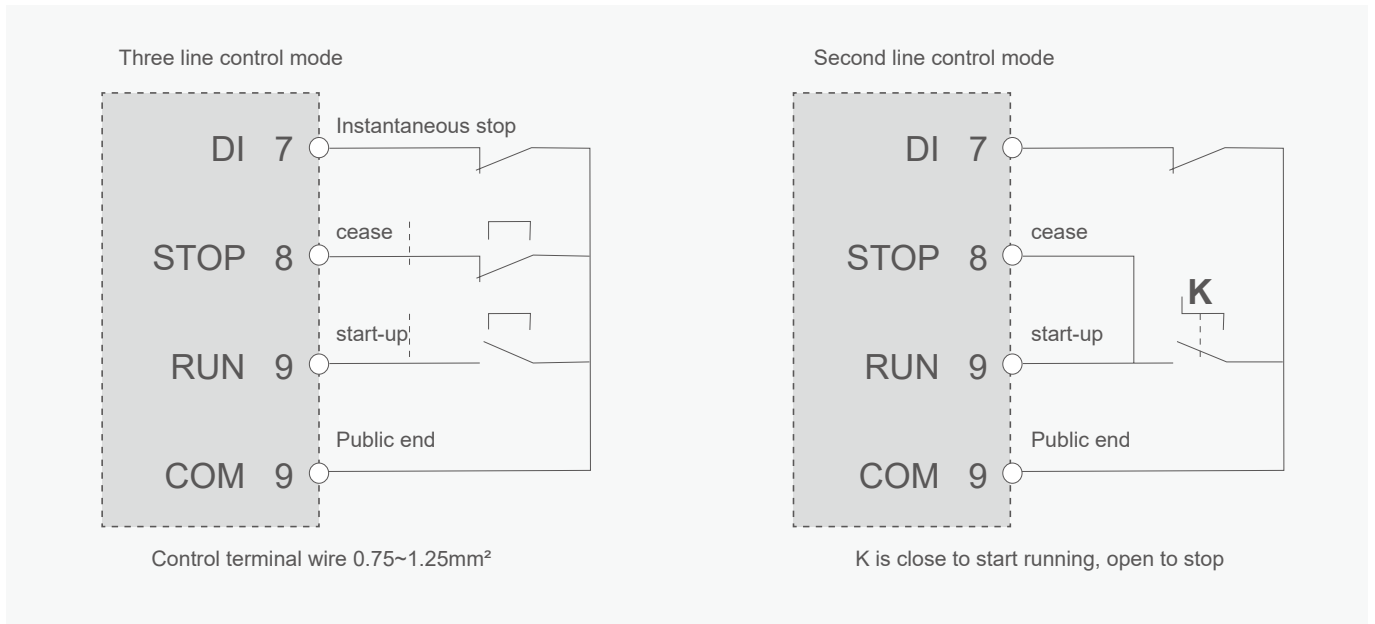 Three line control mode
DI 7 Instantaneous stop
STOP 8 cease
RUN 9 start-up
COM 9 Public end
Control terminal wire 0.75~1.25mm²
Second line control mode
DI 7
STOP 8 cease
K
RUN 9 start-up
COM 9 Public end
K is close to start running, open to stop